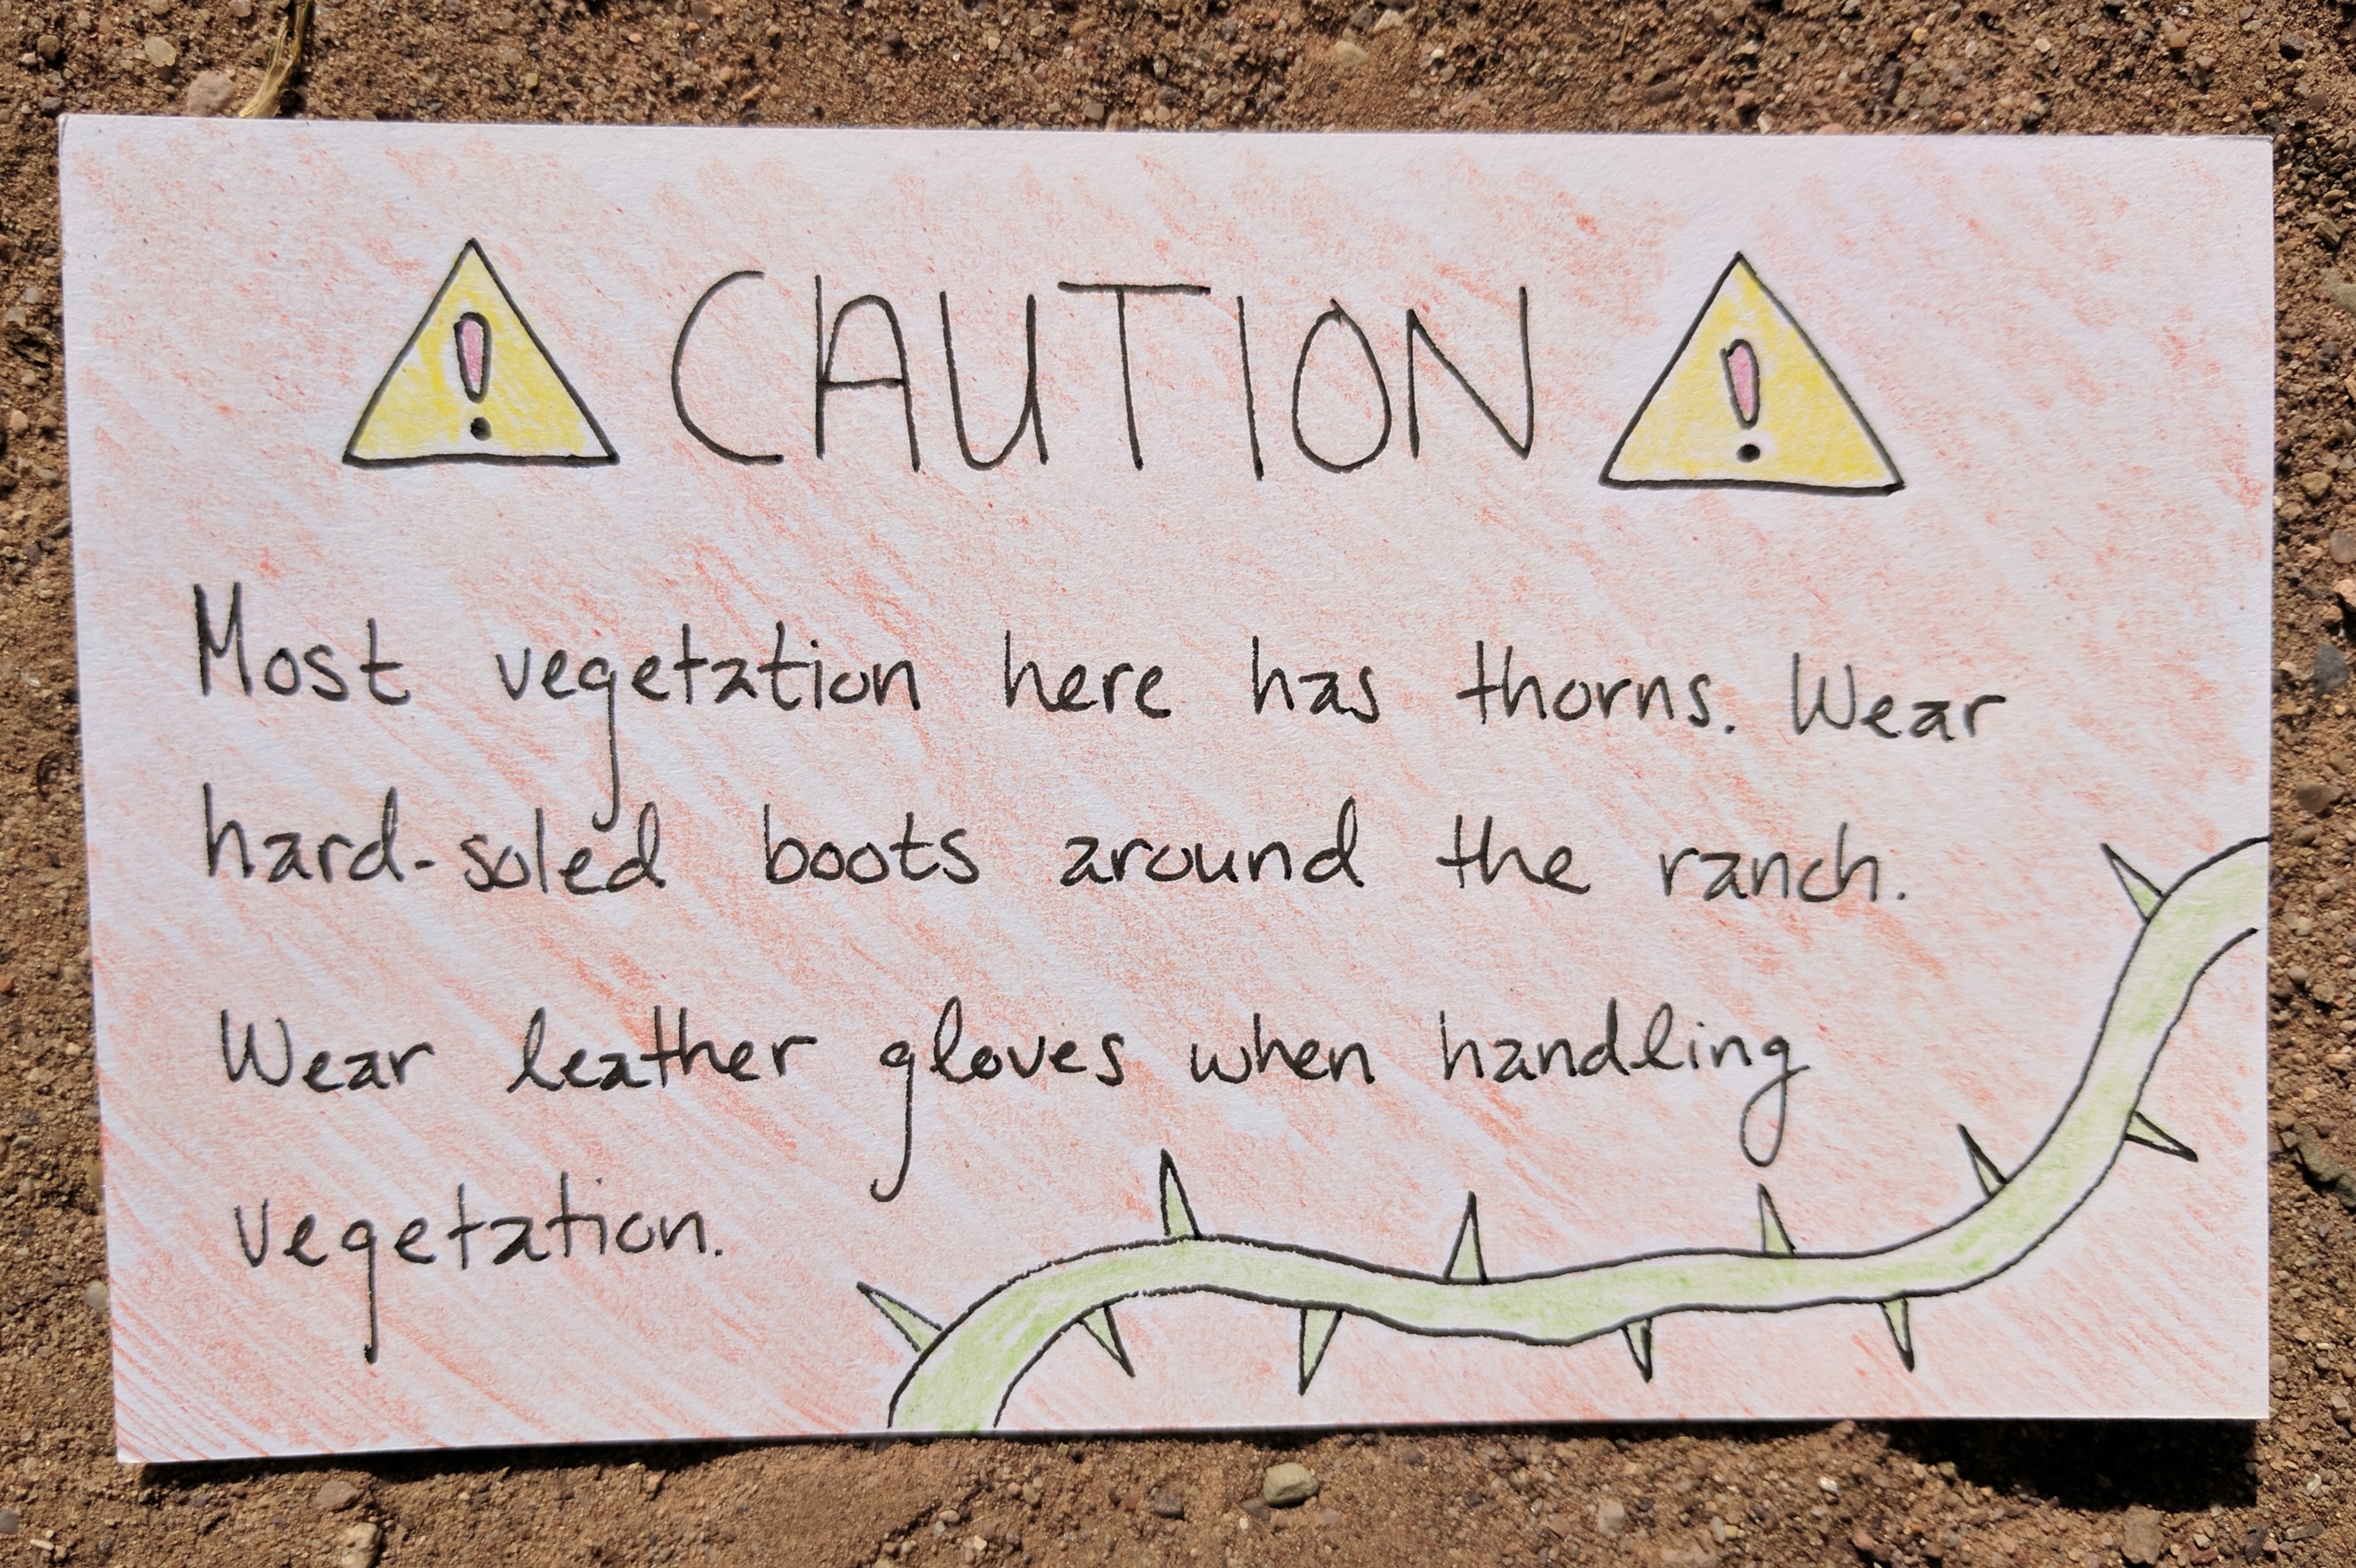 CAUTION
Most vegetation here has thorns. Wear
hard-soled boots around the ranch.
Wear leather gloves when handling
vegetation.